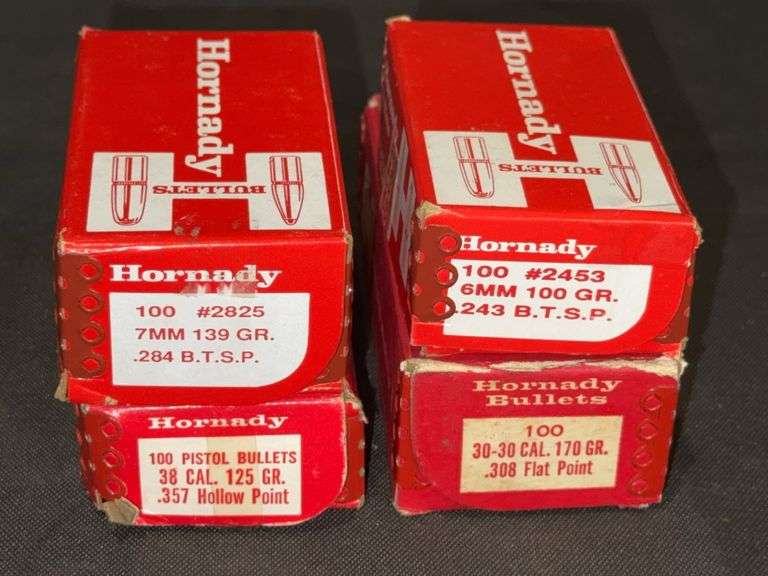 Hornady
BULLETS
Hornady
100 #2825
7MM 139 GR.
.284 B.T.S.P.
Hornady
BULLETS
Hornady
100 #2453
6MM 100 GR.
.243 B.T.S.P.
Hornady
100 PISTOL BULLETS
38 CAL. 125 GR.
.357 Hollow Point
Hornady
Bullets
100
30-30 CAL. 170 GR.
.308 Flat Point